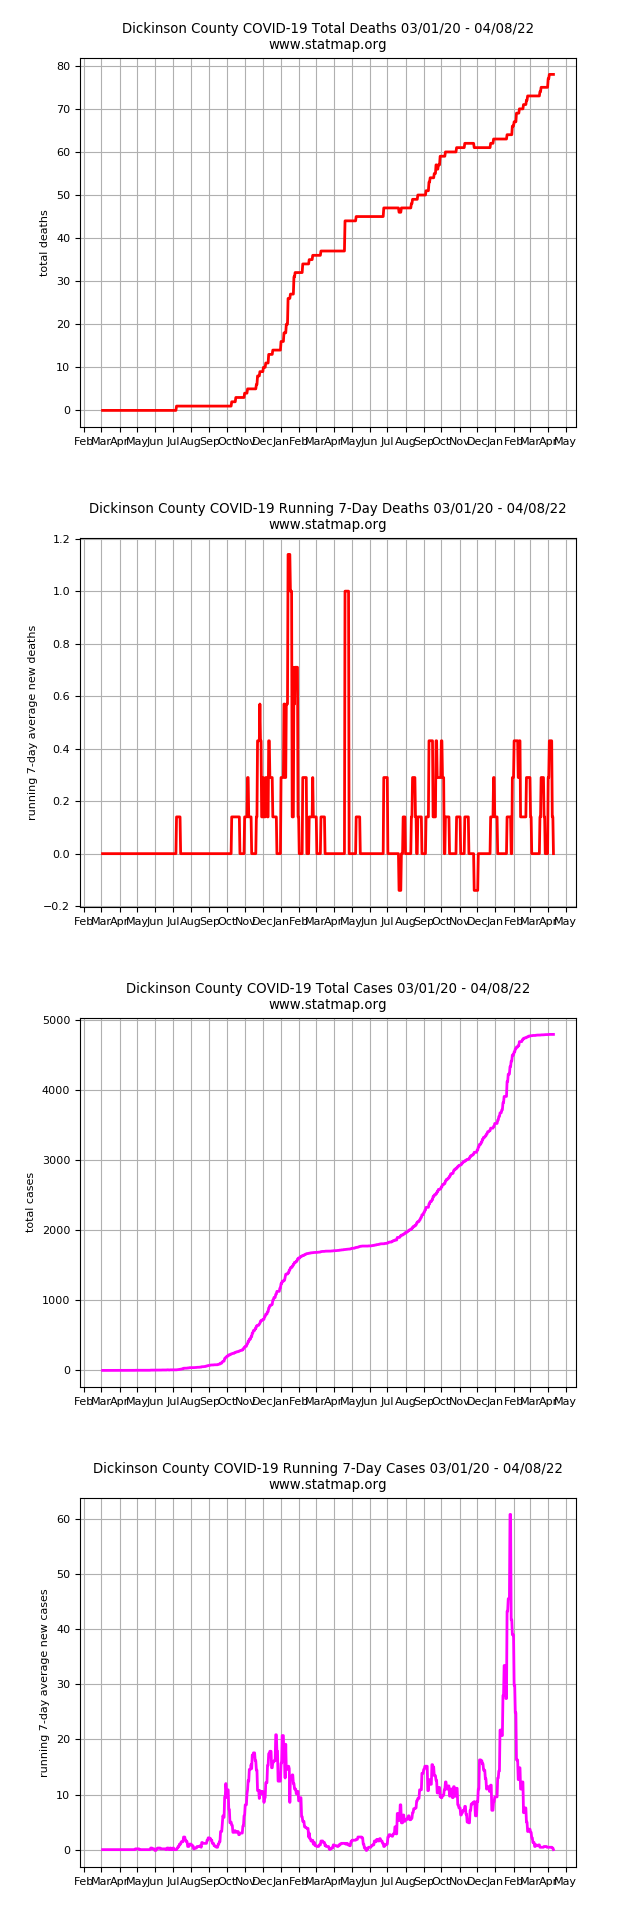 Dickinson County COVID-19 Total Deaths 03/01/20 - 04/08/22
www.statmap.org
80
70
60
50
40
30
20
10
0
total deaths
Feb Mar Apr May Jun Jul Aug Sep Oct Nov Dec Jan Feb Mar Apr May Jun Jul Aug Sep Oct Nov Dec Jan Feb Mar Apr May
Dickinson County COVID-19 Running 7-Day Deaths 03/01/20 - 04/08/22
www.statmap.org
1.2
1.0
0.8
0.6
0.4
0.2
0.0
−0.2
running 7-day average new deaths
Feb Mar Apr May Jun Jul Aug Sep Oct Nov Dec Jan Feb Mar Apr May Jun Jul Aug Sep Oct Nov Dec Jan Feb Mar Apr May
Dickinson County COVID-19 Total Cases 03/01/20 - 04/08/22
www.statmap.org
5000
4000
3000
2000
1000
0
total cases
Feb Mar Apr May Jun Jul Aug Sep Oct Nov Dec Jan Feb Mar Apr May Jun Jul Aug Sep Oct Nov Dec Jan Feb Mar Apr May
Dickinson County COVID-19 Running 7-Day Cases 03/01/20 - 04/08/22
www.statmap.org
60
50
40
30
20
10
0
running 7-day average new cases
Feb Mar Apr May Jun Jul Aug Sep Oct Nov Dec Jan Feb Mar Apr May Jun Jul Aug Sep Oct Nov Dec Jan Feb Mar Apr May